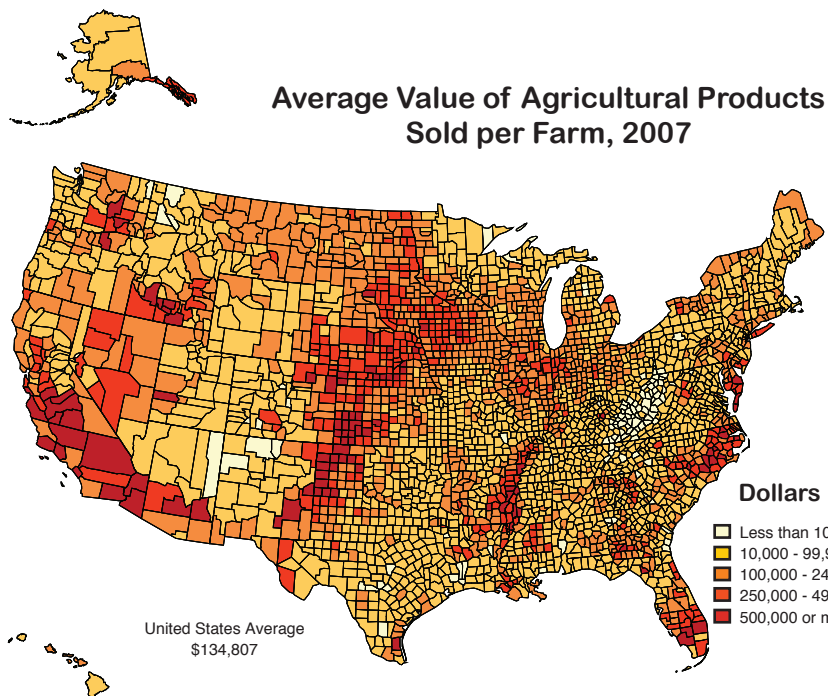 Average Value of Agricultural Products
Sold per Farm, 2007
Dollars
Less than 10
10,000 - 99,9
100,000 - 24
250,000 - 49
500,000 or m
United States Average
$134,807